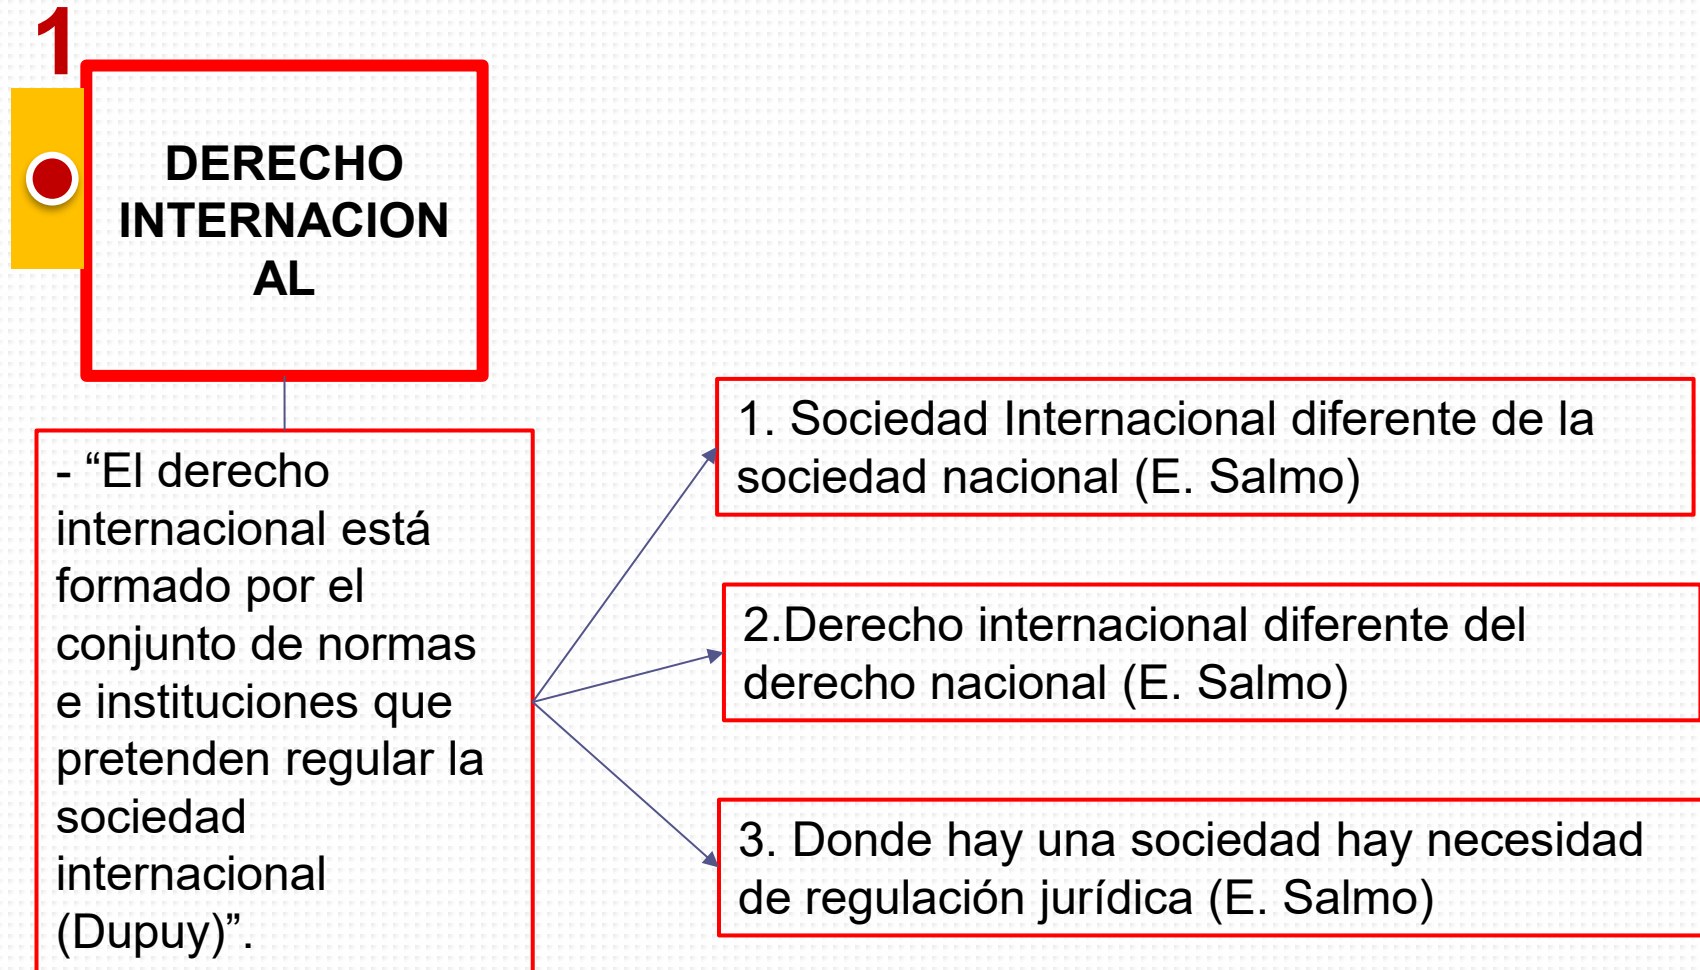 1
DERECHO
INTERNACION
AL
- “El derecho
internacional está
formado por el
conjunto de normas
e instituciones que
pretenden regular la
sociedad
internacional
(Dupuy)”.
1. Sociedad Internacional diferente de la
sociedad nacional (E. Salmo)
2.Derecho internacional diferente del
derecho nacional (E. Salmo)
3. Donde hay una sociedad hay necesidad
de regulación jurídica (E. Salmo)